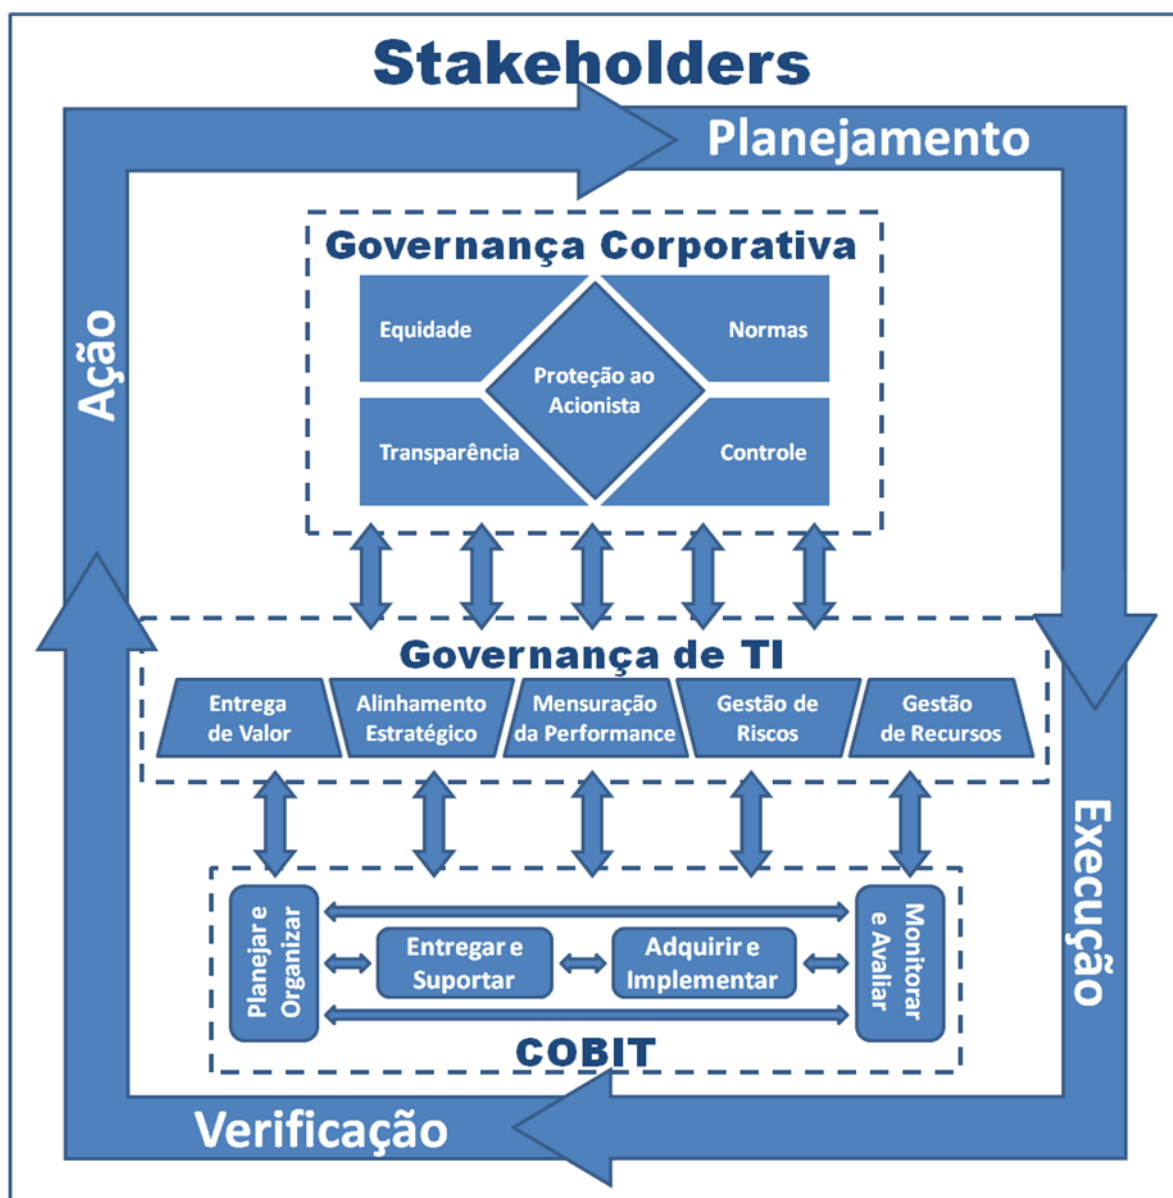 Stakeholders
Planejamento
Governança Corporativa
Equidade
Normas
Proteção ao
Acionista
Transparência
Controle
Ação
Governança de TI
Entrega
de Valor
Alinhamento
Estratégico
Mensuração
da Performance
Gestão de
Riscos
Gestão
de Recursos
Execução
Planejar e
Organizar
Entregar e
Suportar
Adquirir e
Implementar
Monitorar
e Avaliar
COBIT
Verificação